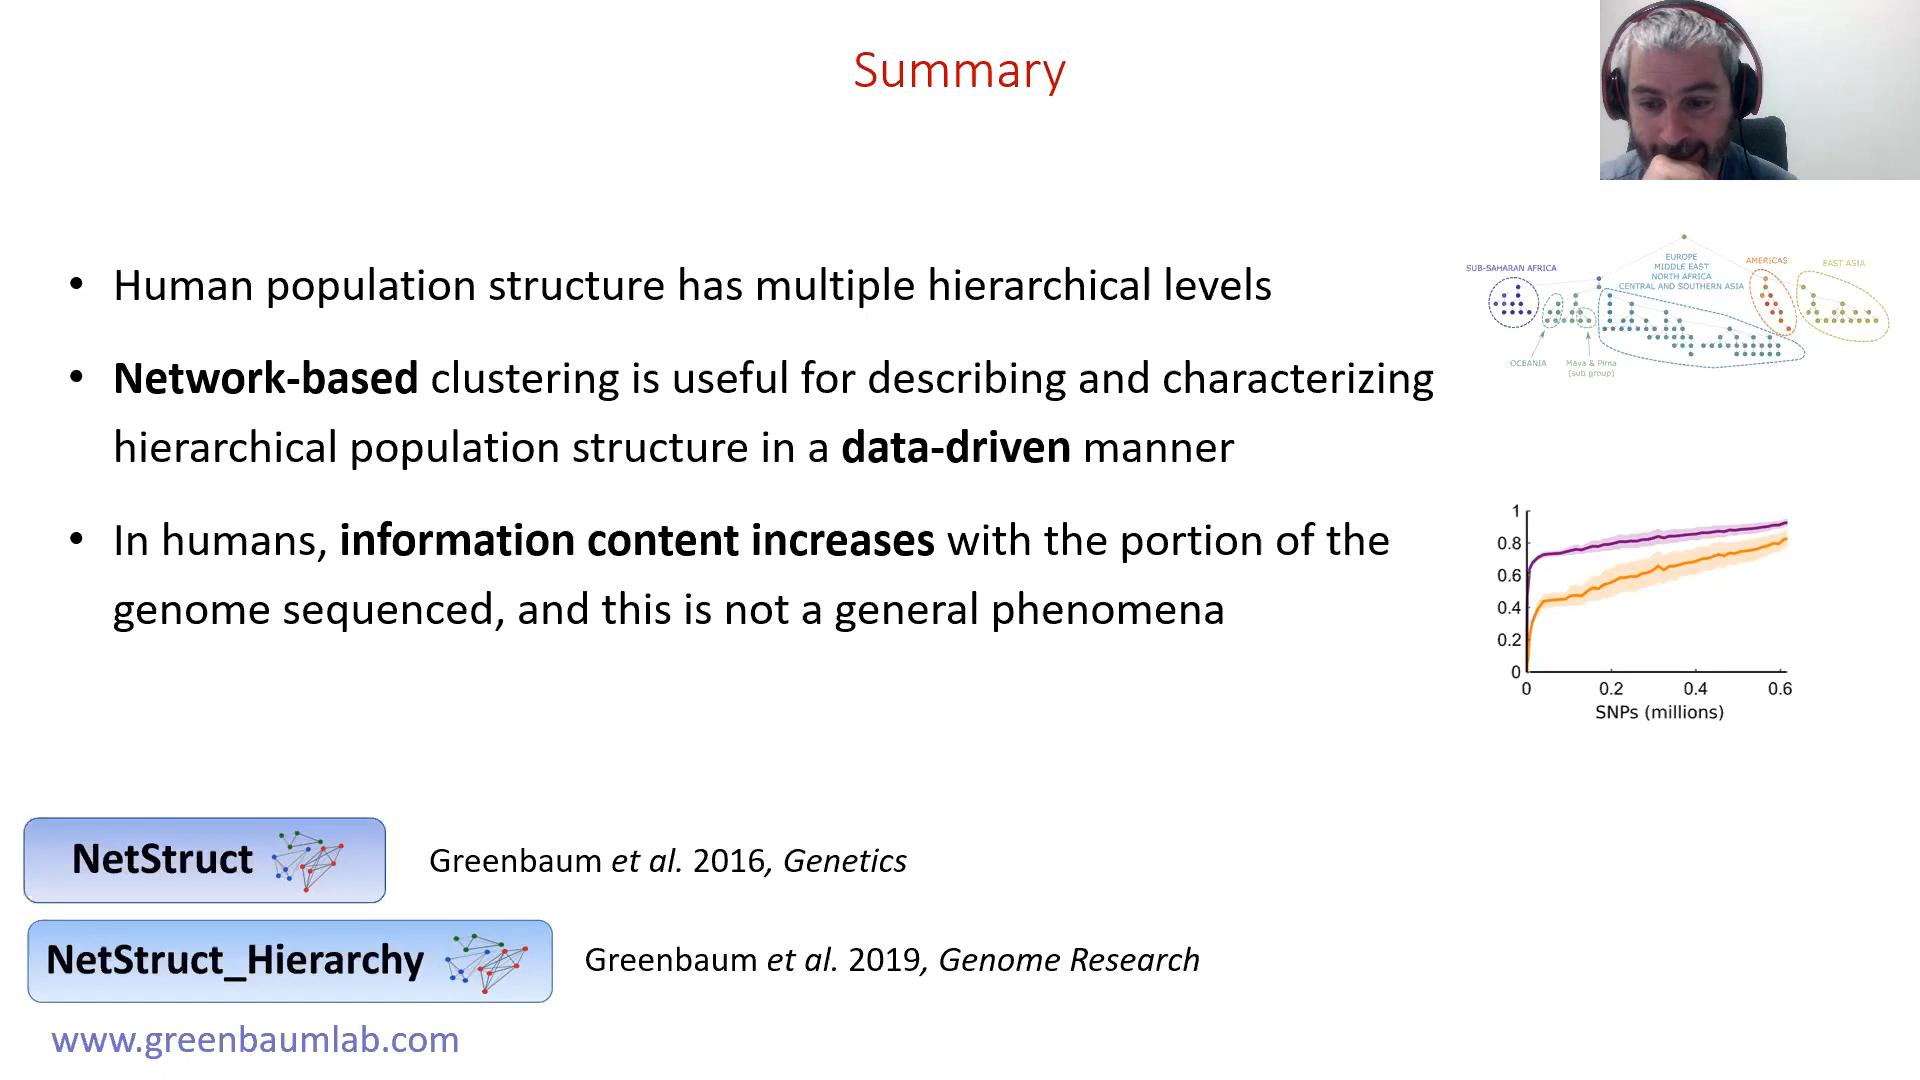 Summary
• Human population structure has multiple hierarchical levels
• Network-based clustering is useful for describing and characterizing
hierarchical population structure in a data-driven manner
• In humans, information content increases with the portion of the
genome sequenced, and this is not a general phenomena
SUB-SAHARAN AFRICA
EUROPE
MIDDLE EAST
NORTH AFRICA
CENTRAL AND SOUTHERN ASIA
AMERICAS
EAST ASIA
OCEANIA
Maya & Pima
(sub group)
1
0.8
0.6
0.4
0.2
0
0 0.2 0.4 0.6
SNPs (millions)
NetStruct
Greenbaum et al. 2016, Genetics
NetStruct_Hierarchy
Greenbaum et al. 2019, Genome Research
www.greenbaumlab.com